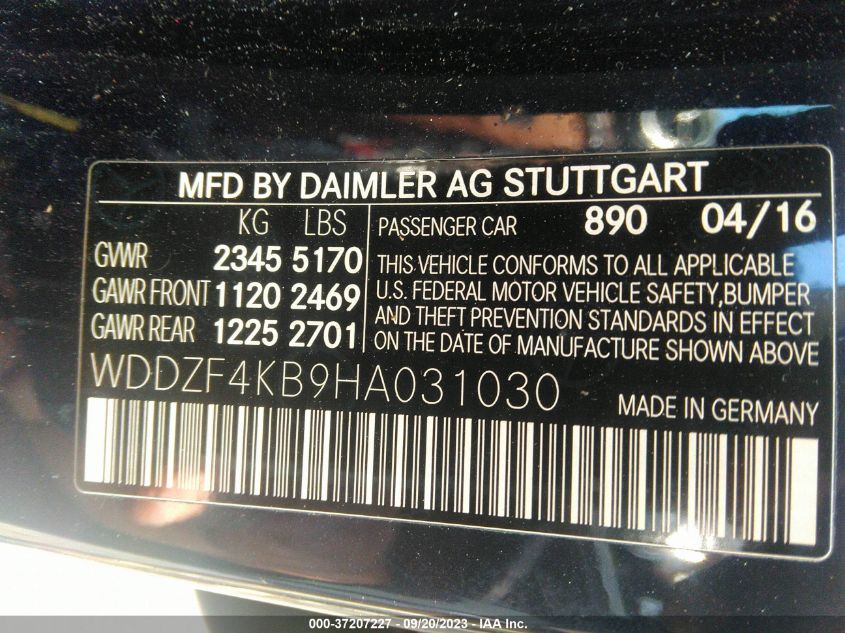 MFD BY DAIMLER AG STUTTGART
KG LBS
GVWR 2345 5170
GAWR FRONT 1120 2469
GAWR REAR 1225 2701
PASSENGER CAR 890 04/16
THIS VEHICLE CONFORMS TO ALL APPLICABLE
U.S. FEDERAL MOTOR VEHICLE SAFETY, BUMPER
AND THEFT PREVENTION STANDARDS IN EFFECT
ON THE DATE OF MANUFACTURE SHOWN ABOVE
WDDZF4KB9HA031030
MADE IN GERMANY
000-37207227 - 09/20/2023 - IAA Inc.